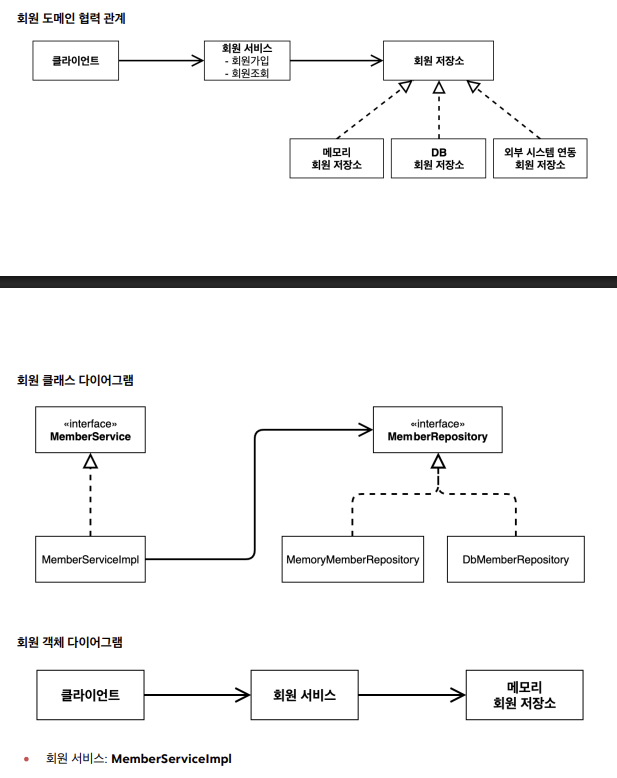 회원 도메인 협력 관계
클라이언트
회원 서비스
- 회원가입
- 회원조회
회원 저장소
메모리
회원 저장소
DB
회원 저장소
외부 시스템 연동
회원 저장소
회원 클래스 다이어그램
«interface»
MemberService
«interface»
MemberRepository
MemberServiceImpl
MemoryMemberRepository
DbMemberRepository
회원 객체 다이어그램
클라이언트
회원 서비스
메모리
회원 저장소
• 회원 서비스: MemberServiceImpl